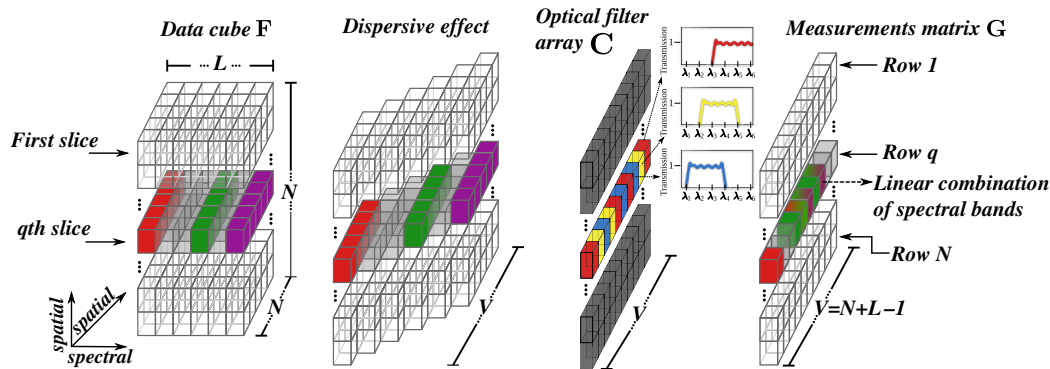 Data cube F
··· L ···
First slice
qth slice
N
N
spatial
spatial
spectral
Dispersive effect
V
Optical filter
array C
V
Transmission
1
λ1 λ2 λ3 λ4 λ5 λ6
Transmission
1
λ1 λ2 λ3 λ4 λ5 λ6
Transmission
1
λ1 λ2 λ3 λ4 λ5 λ6
Measurements matrix G
Row 1
Row q
Linear combination
of spectral bands
Row N
V=N+L-1